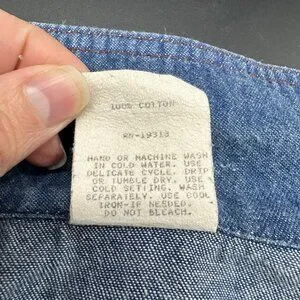 100% COTTON
RN-19313
HAND OR MACHINE WASH
IN COLD WATER. USE
DELICATE CYCLE. DRIP
OR TUMBLE DRY. USE
COLD SETTING. WASH
SEPARATELY. USE COOL
IRON-IF NEEDED.
DO NOT BLEACH.